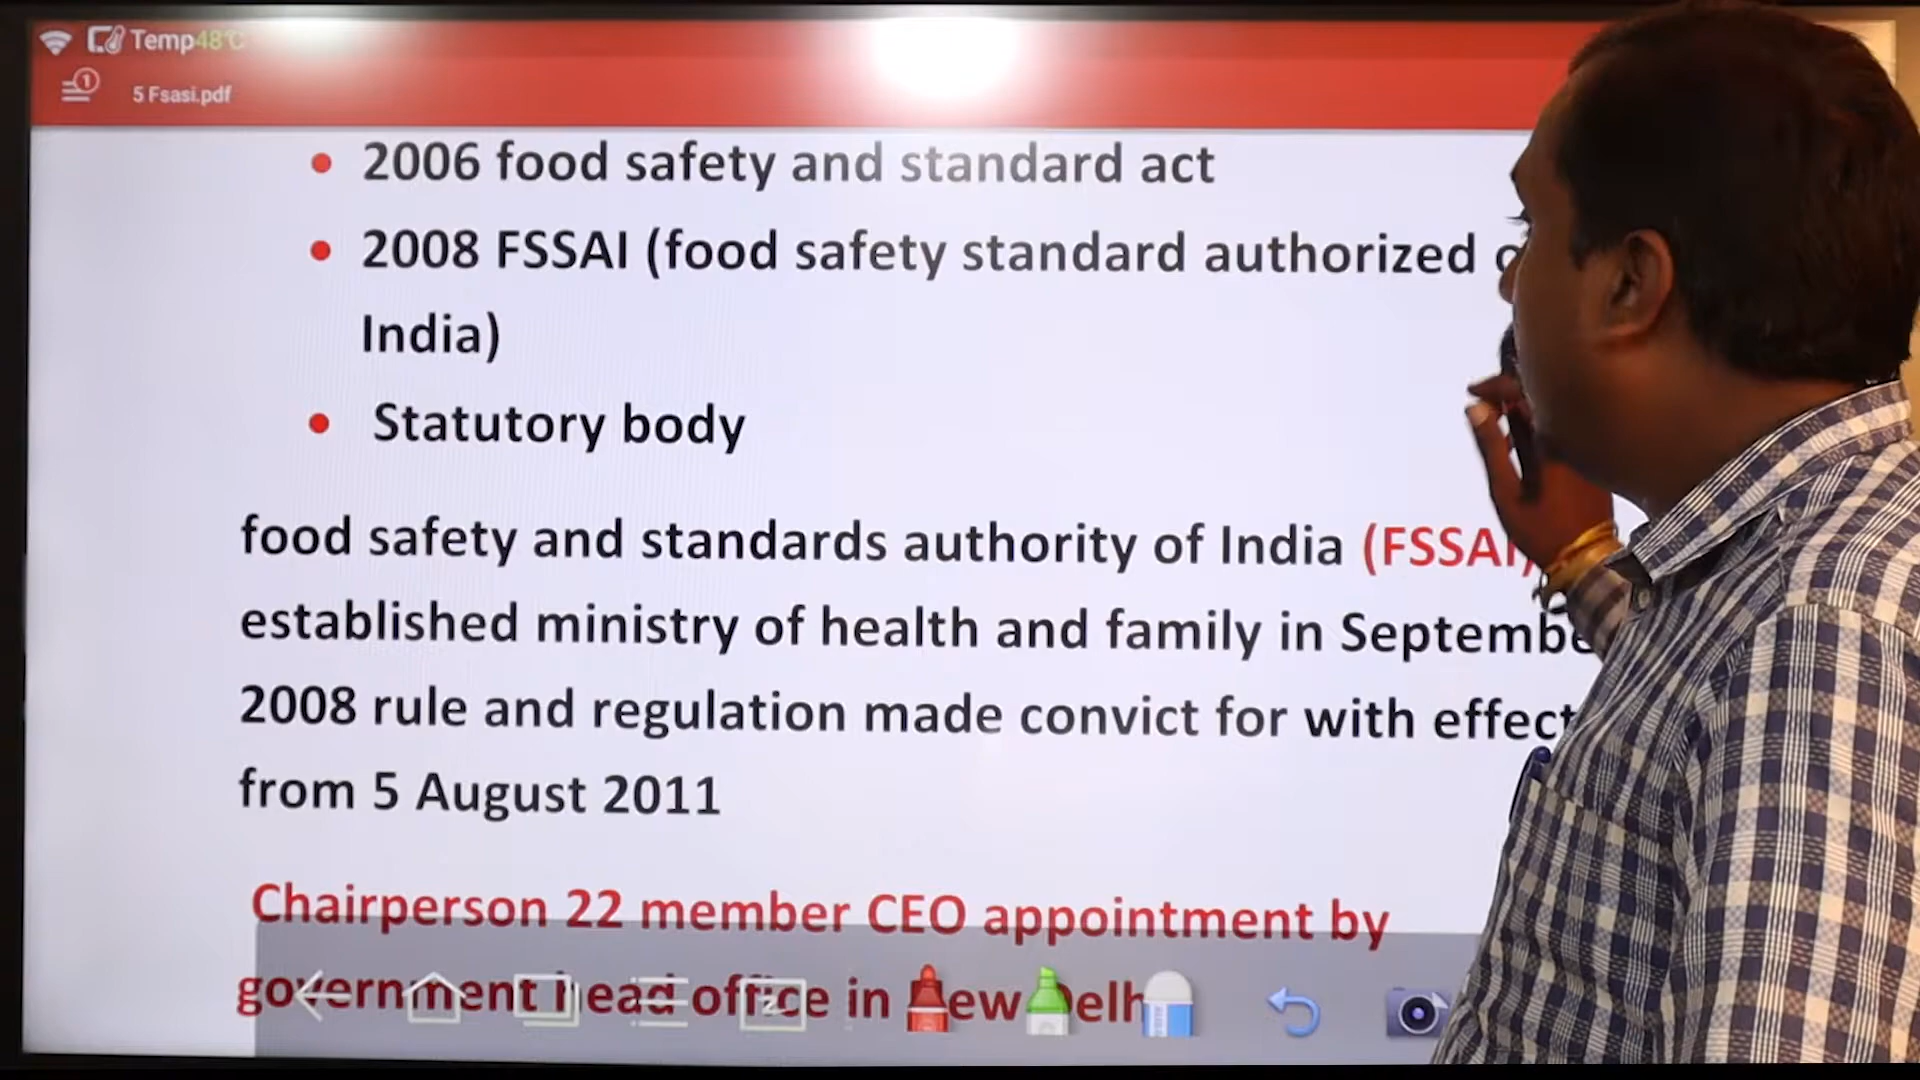 Temp48°C
5 Fsasi.pdf
• 2006 food safety and standard act
• 2008 FSSAI (food safety standard authorized
India)
• Statutory body
food safety and standards authority of India (FSSAI)
established ministry of health and family in Septembe
2008 rule and regulation made convict for with effect
from 5 August 2011
Chairperson 22 member CEO appointment by
government head office in New Delh